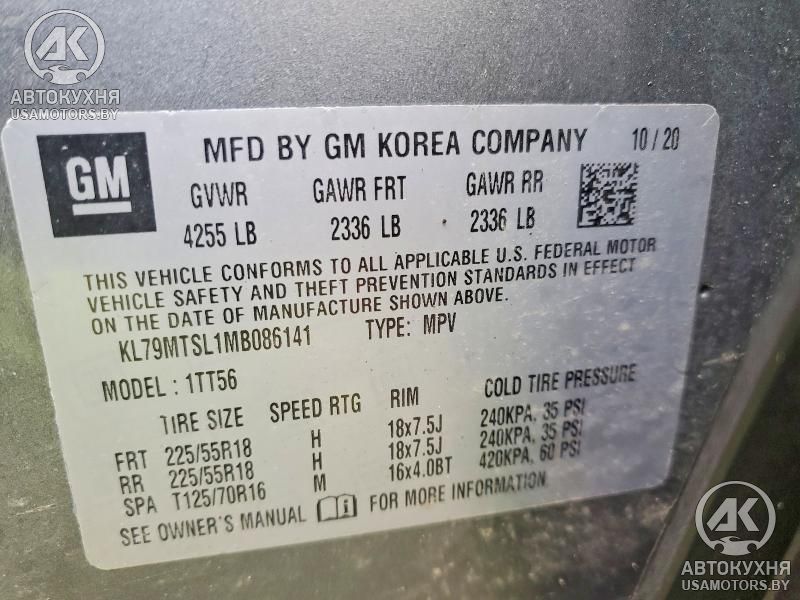 AK
АВТОКУХНЯ
USAMOTORS.BY
GM
MFD BY GM KOREA COMPANY 10/20
GVWR GAWR FRT GAWR RR
4255 LB 2336 LB 2336 LB
THIS VEHICLE CONFORMS TO ALL APPLICABLE U.S. FEDERAL MOTOR
VEHICLE SAFETY AND THEFT PREVENTION STANDARDS IN EFFECT
ON THE DATE OF MANUFACTURE SHOWN ABOVE.
KL79MTSL1MB086141 TYPE: MPV
MODEL: 1TT56
TIRE SIZE SPEED RTG RIM COLD TIRE PRESSURE
FRT 225/55R18 H 18x7.5J 240KPA, 35 PSI
RR 225/55R18 H 18x7.5J 240KPA, 35 PSI
SPA T125/70R16 M 16x4.0BT 420KPA, 60 PSI
SEE OWNER'S MANUAL FOR MORE INFORMATION
AK
АВТОКУХНЯ
USAMOTORS.BY